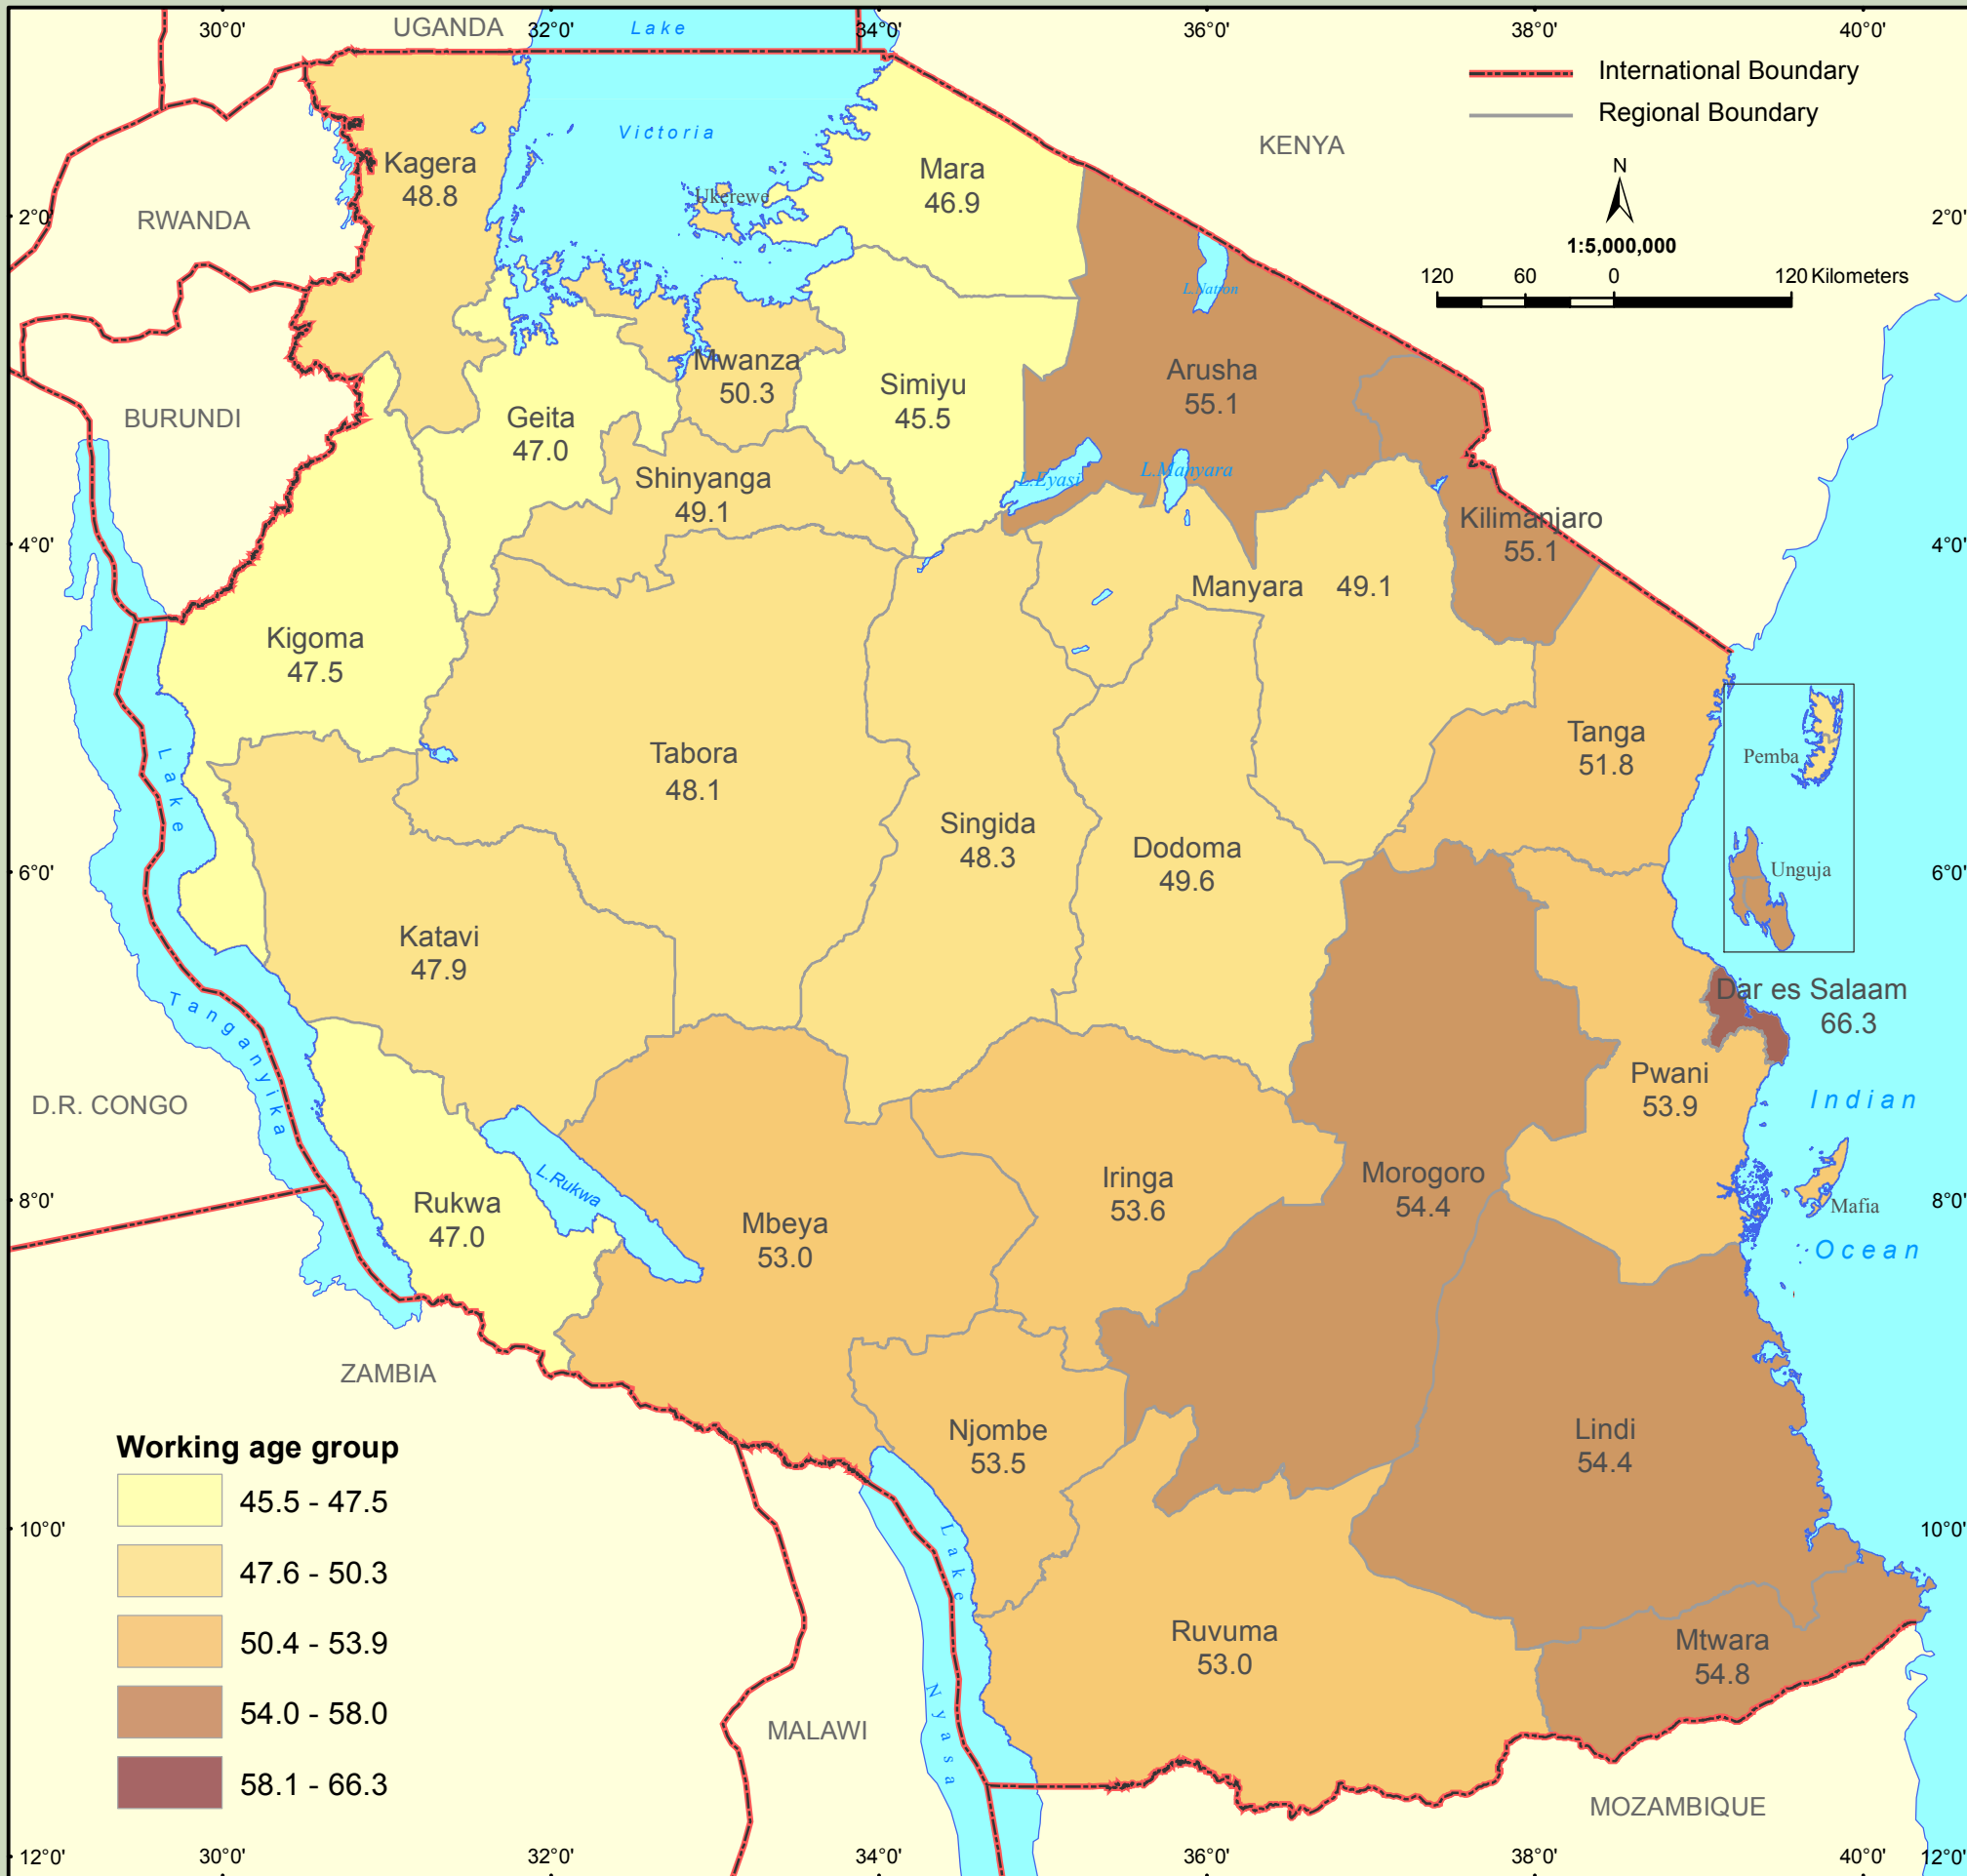 30°0'
UGANDA
32°0'
Lake
34°0'
36°0'
38°0'
40°0'
International Boundary
Regional Boundary
KENYA
N
1:5,000,000
120 60 0 120 Kilometers
Victoria
Kagera
48.8
Mara
46.9
Ukerewe
RWANDA
2°0'
2°0'
L.Natron
Mwanza
50.3
Arusha
55.1
Simiyu
45.5
Geita
47.0
BURUNDI
Shinyanga
49.1
L.Eyasi
L.Manyara
Kilimanjaro
55.1
4°0'
4°0'
Manyara 49.1
Kigoma
47.5
Tanga
51.8
Pemba
Tabora
48.1
Lake
Singida
48.3
Dodoma
49.6
6°0'
6°0'
Unguja
Katavi
47.9
Dar es Salaam
66.3
Tanganyika
Pwani
53.9
D.R. CONGO
Indian
Iringa
53.6
Morogoro
54.4
L.Rukwa
8°0'
8°0'
Rukwa
47.0
Mbeya
53.0
Mafia
Ocean
ZAMBIA
Njombe
53.5
Lindi
54.4
Working age group
45.5 - 47.5
47.6 - 50.3
50.4 - 53.9
54.0 - 58.0
58.1 - 66.3
10°0'
10°0'
Lake
Nyasa
Ruvuma
53.0
Mtwara
54.8
MALAWI
MOZAMBIQUE
12°0'
30°0'
32°0'
34°0'
36°0'
38°0'
40°0'
12°0'